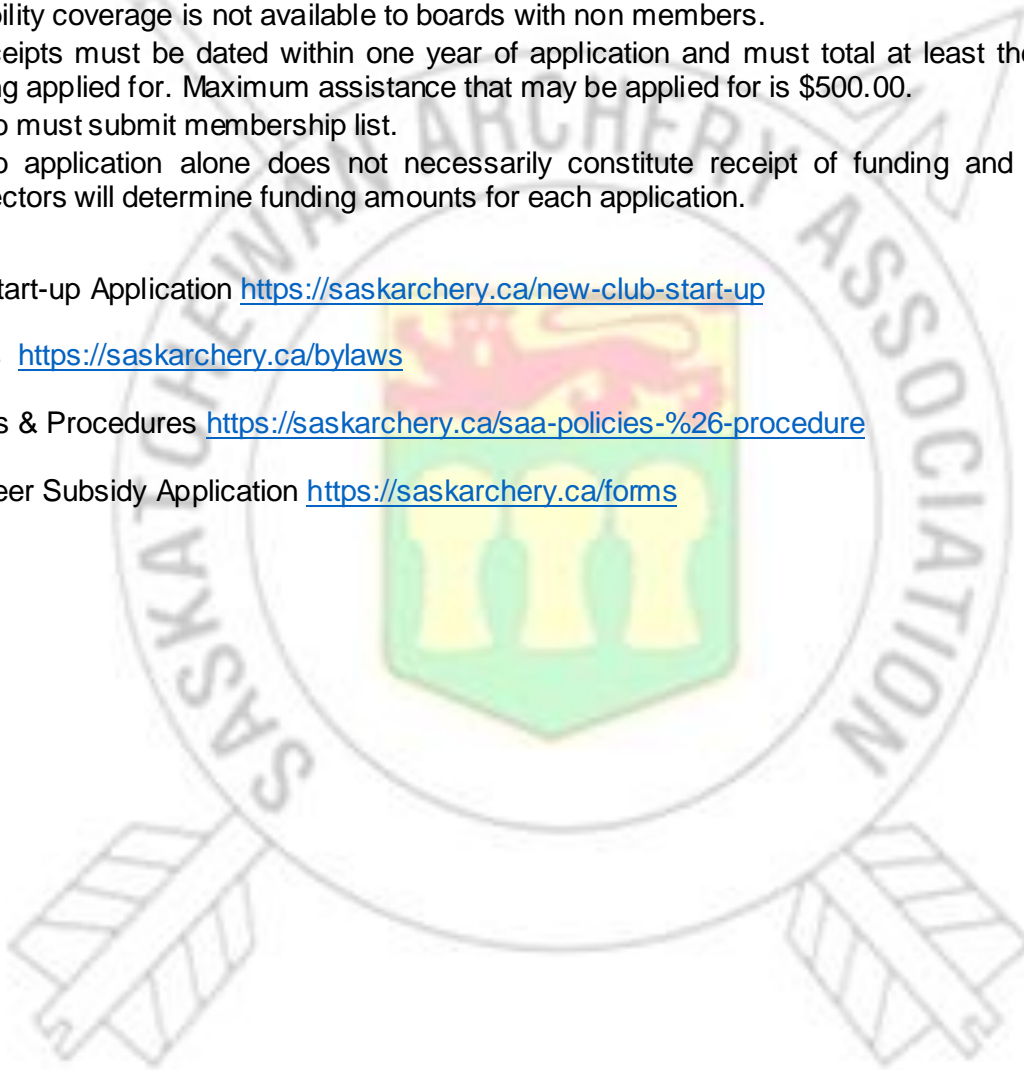 bility coverage is not available to boards with non members.
ceipts must be dated within one year of application and must total at least the
ng applied for. Maximum assistance that may be applied for is $500.00.
b must submit membership list.
b application alone does not necessarily constitute receipt of funding and
ectors will determine funding amounts for each application.
tart-up Application https://saskarchery.ca/new-club-start-up
https://saskarchery.ca/bylaws
s & Procedures https://saskarchery.ca/saa-policies-%26-procedure
eer Subsidy Application https://saskarchery.ca/forms
SASKATCHEWAN ARCHERY ASSOCIATION